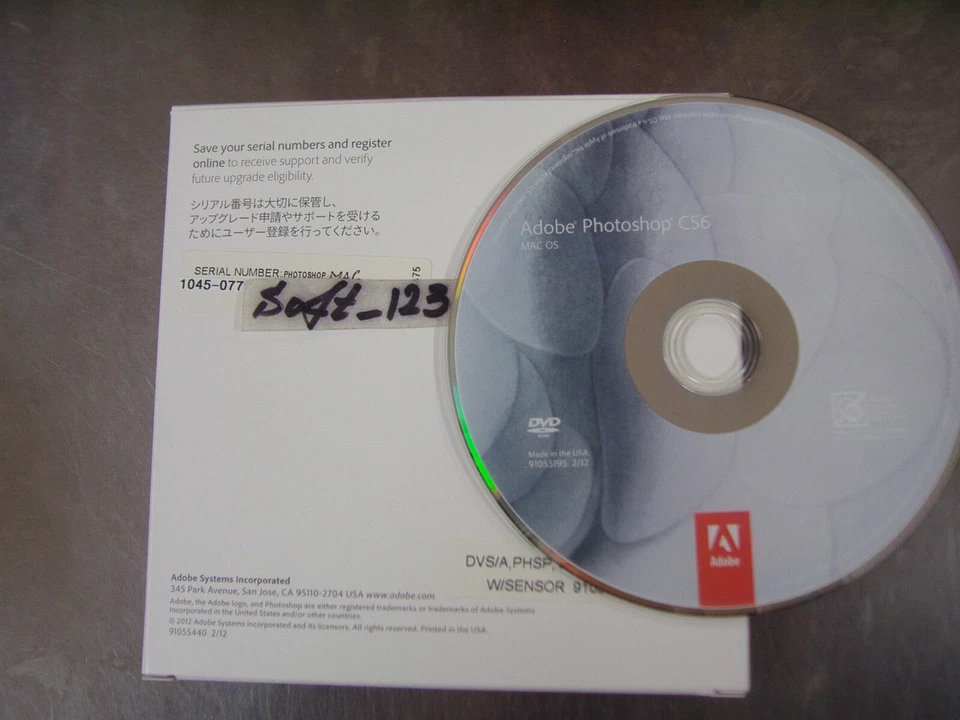 Save your serial numbers and register
online to receive support and verify
future upgrade eligibility.
シリアル番号は大切に保管し、
アップグレード申請やサポートを受ける
ためにユーザー登録を行ってください。
SERIAL NUMBER: PHOTOSHOP MAC
1045-077
75
Soft_123
Adobe® Photoshop® CS6
MAC OS
DVD
ROM
Made in the USA
91055195 2/12
Adobe
DVS/A,PHSP,
W/SENSOR
Adobe Systems Incorporated
345 Park Avenue, San Jose, CA 95110-2704 USA www.adobe.com
Adobe, the Adobe logo, and Photoshop are either registered trademarks or trademarks of Adobe Systems
Incorporated in the United States and/or other countries.
© 2012 Adobe Systems Incorporated and its licensors. All rights reserved. Printed in the USA.
91055440 2/12